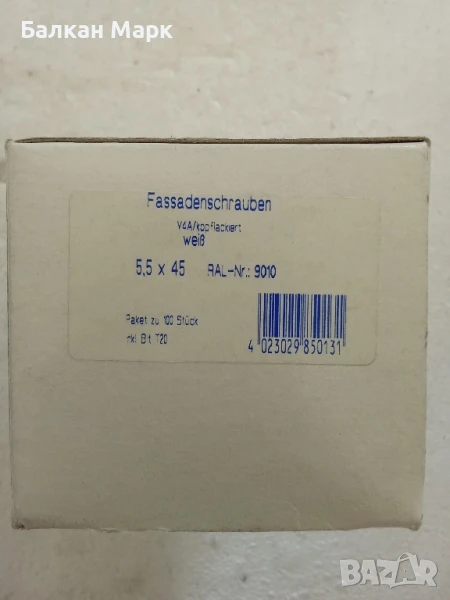 Балкан Марк
Fassadenschrauben
V4A/kopflackiert
weiß
5,5 x 45 RAL-Nr.: 9010
Paket zu 100 Stück
inkl. Bit T20
4 023029 850131
BAZAR